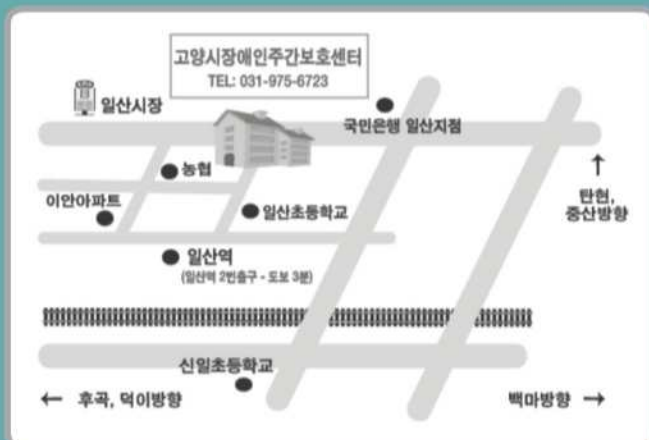 고양시장애인주간보호센터
TEL: 031-975-6723
일산시장
국민은행 일산지점
농협
이안아파트
일산초등학교
탄현,
중산방향
일산역
(일산역 2번출구 - 도보 3분)
신일초등학교
← 후곡, 덕이방향
백마방향 →